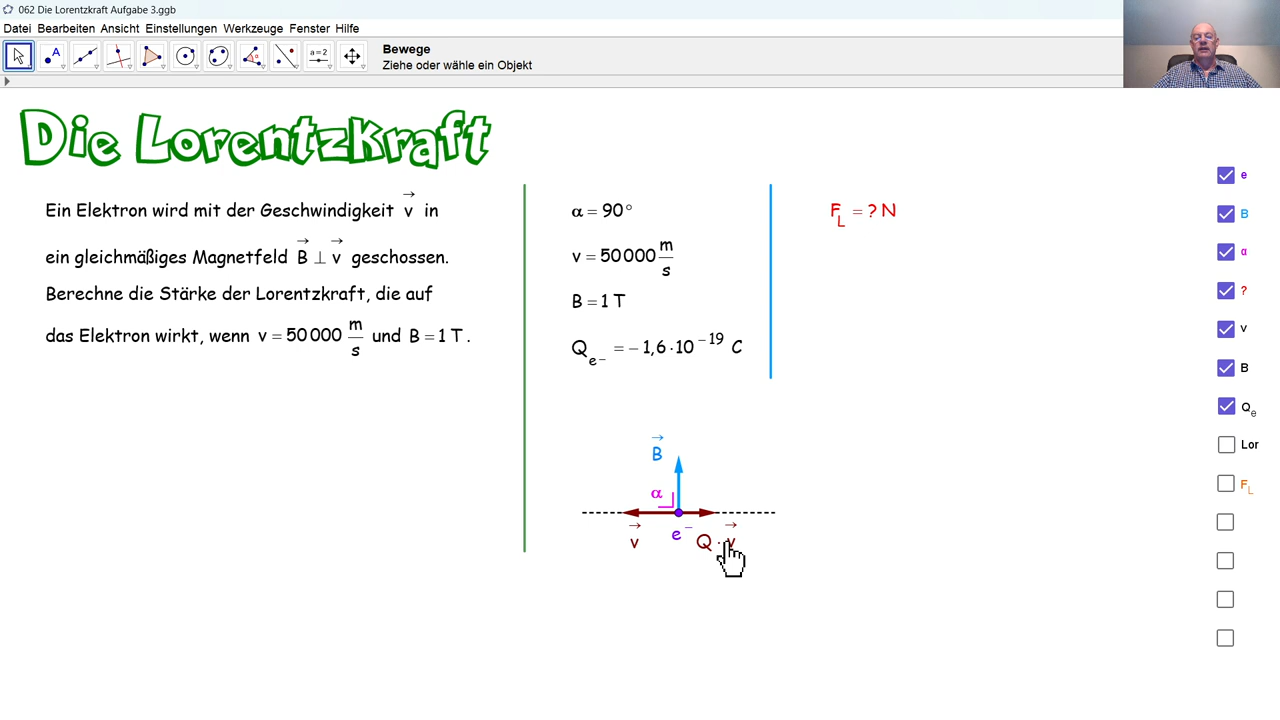 062 Die Lorentzkraft Aufgabe 3.ggb
Datei Bearbeiten Ansicht Einstellungen Werkzeuge Fenster Hilfe
A
a=2
Bewege
Ziehe oder wähle ein Objekt
Die Lorentzkraft
Ein Elektron wird mit der Geschwindigkeit v⃗ in
ein gleichmäßiges Magnetfeld B⃗ ⊥ v⃗ geschossen.
Berechne die Stärke der Lorentzkraft, die auf
das Elektron wirkt, wenn v = 50 000 m/s und B = 1 T.
α = 90°
v = 50 000 m/s
B = 1 T
Q_e⁻ = − 1,6 · 10⁻¹⁹ C
F_L = ? N
B⃗
α
v⃗ e⁻ Q · v⃗
e
B
α
?
v
B
Q_e
Lor
F_L